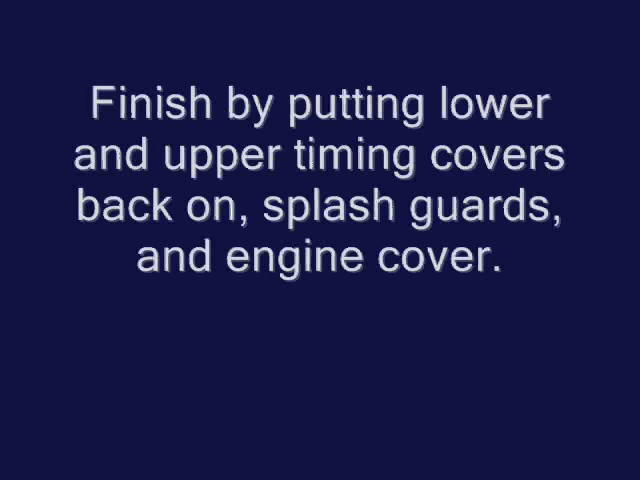 Finish by putting lower
and upper timing covers
back on, splash guards,
and engine cover.